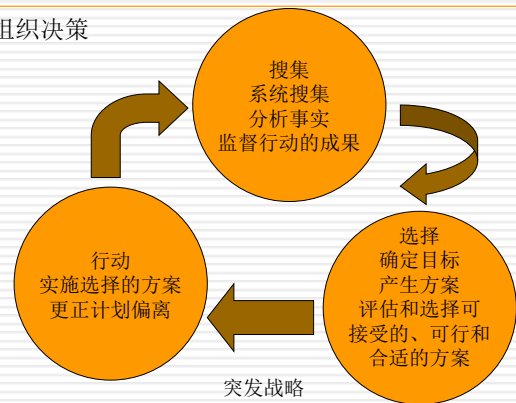 组织决策
搜集
系统搜集
分析事实
监督行动的成果
选择
确定目标
产生方案
评估和选择可
接受的、可行和
合适的方案
行动
实施选择的方案
更正计划偏离
突发战略